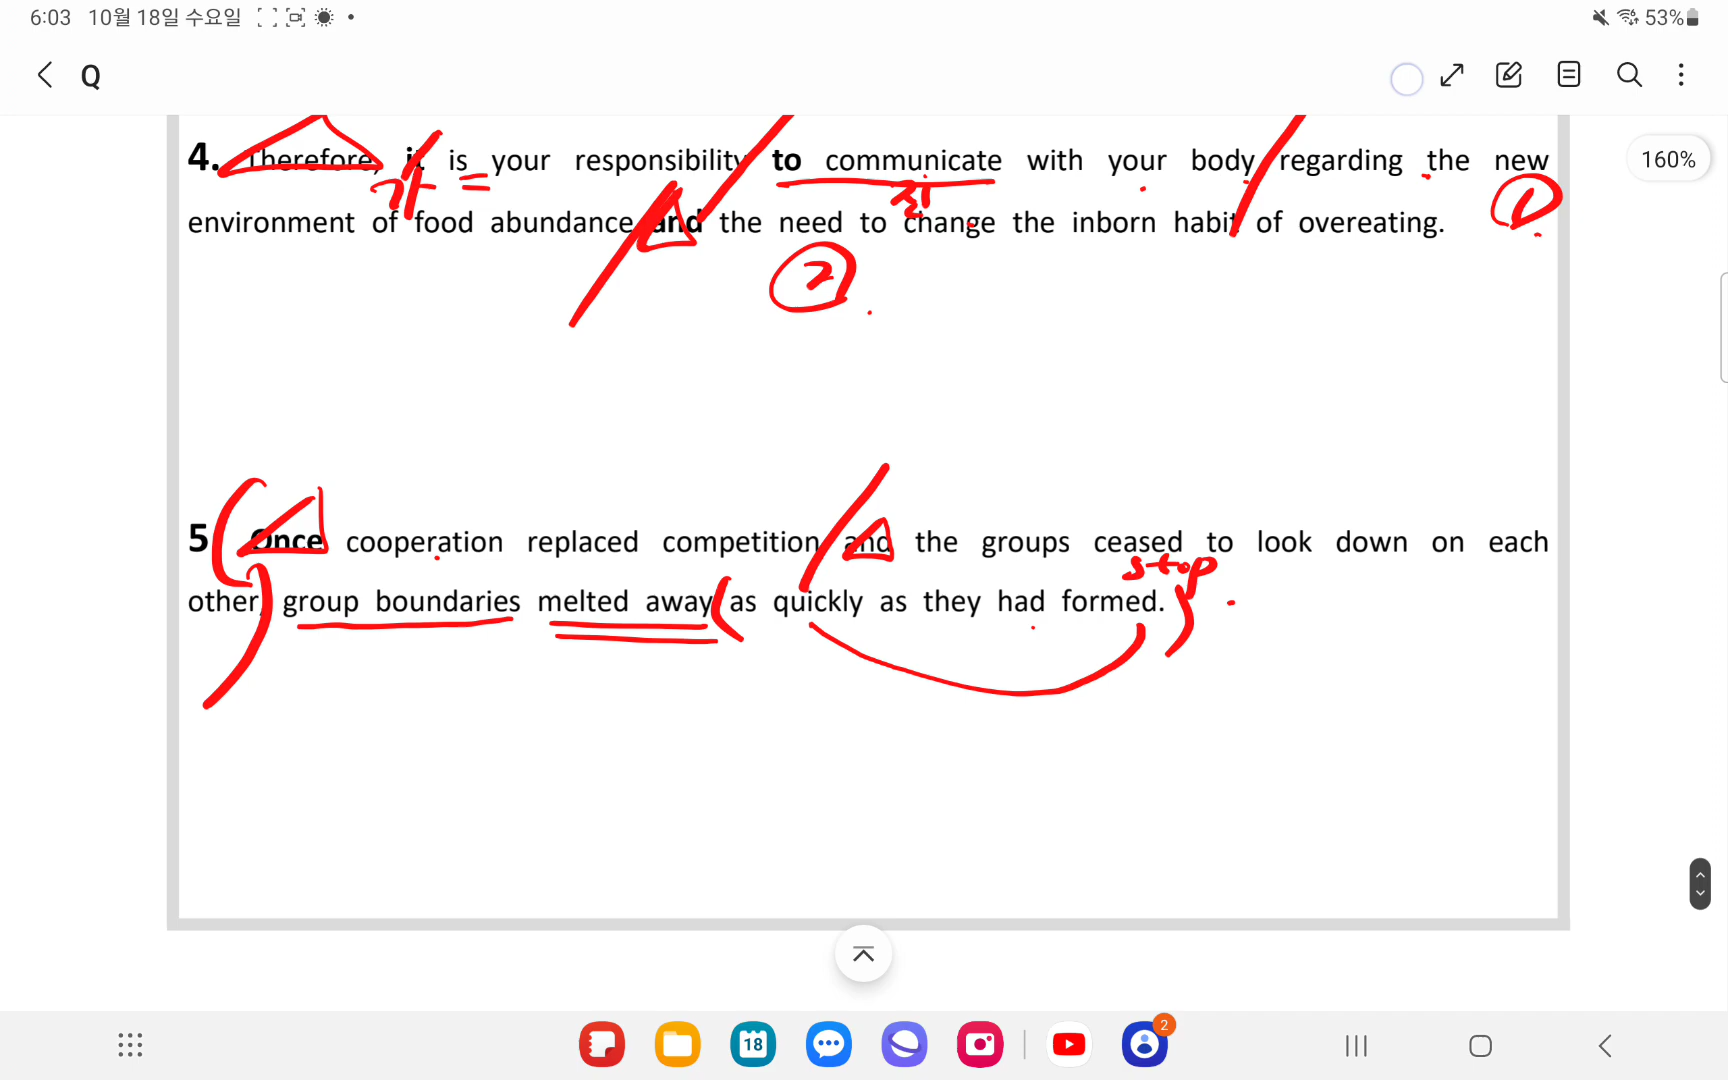 6:03 10월 18일 수요일
53%
Q
160%
4. Therefore, it is your responsibility to communicate with your body regarding the new
가 진
environment of food abundance and the need to change the inborn habit of overeating.
1
2
5 Once cooperation replaced competition and the groups ceased to look down on each
stop
other, group boundaries melted away as quickly as they had formed.
18
2